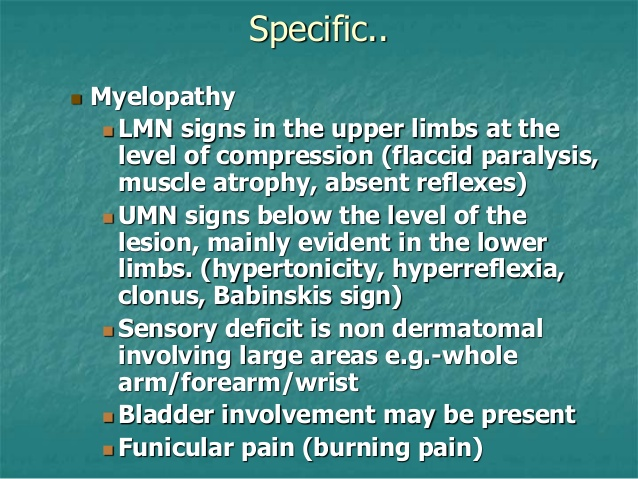 Specific..
Myelopathy
LMN signs in the upper limbs at the
level of compression (flaccid paralysis,
muscle atrophy, absent reflexes)
UMN signs below the level of the
lesion, mainly evident in the lower
limbs. (hypertonicity, hyperreflexia,
clonus, Babinskis sign)
Sensory deficit is non dermatomal
involving large areas e.g.-whole
arm/forearm/wrist
Bladder involvement may be present
Funicular pain (burning pain)